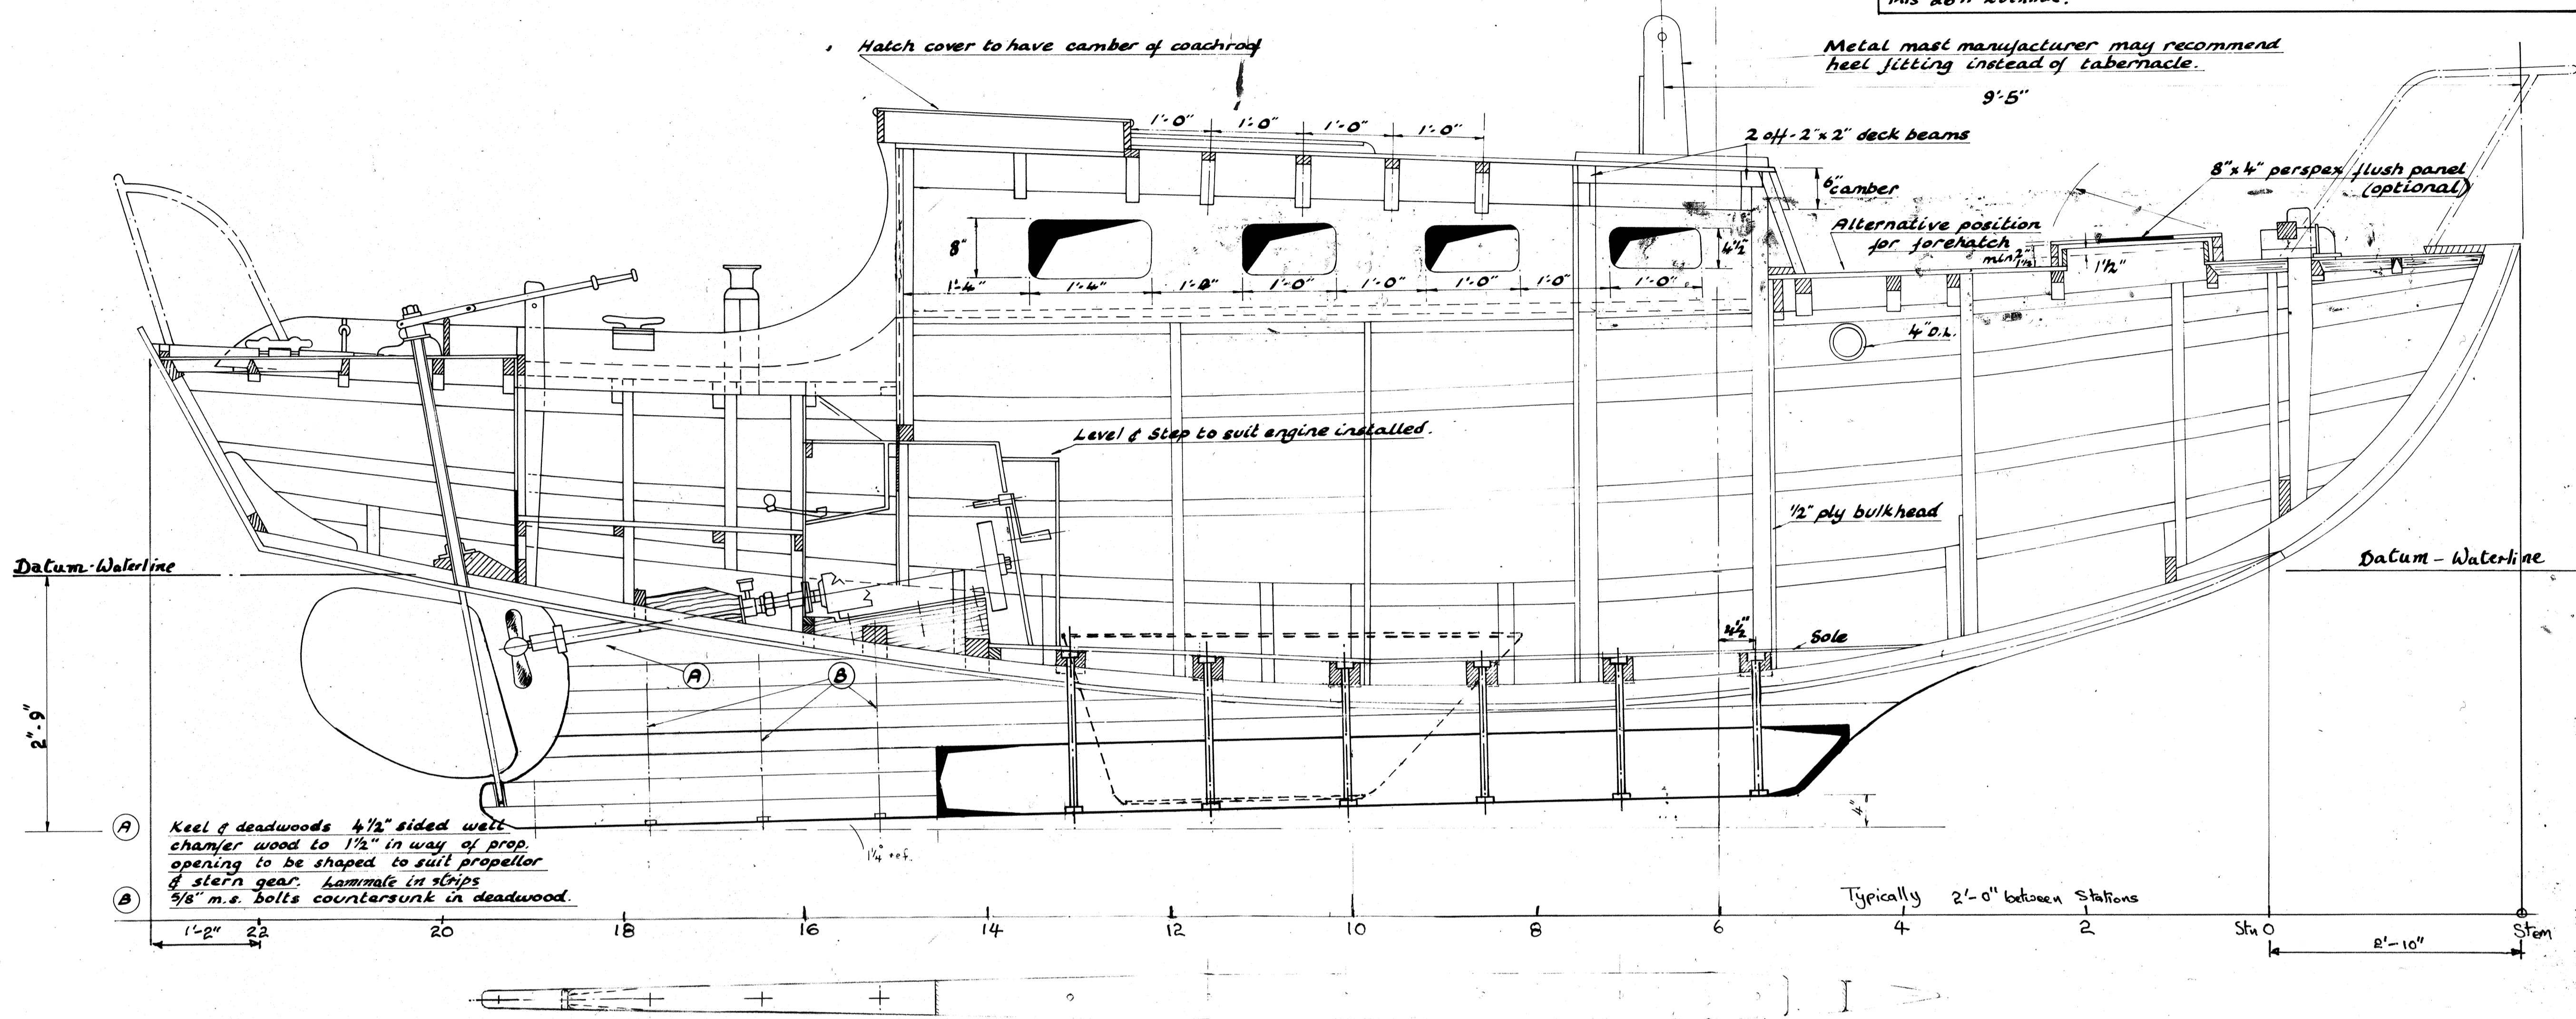 Hatch cover to have camber of coachroof
Metal mast manufacturer may recommend
heel fitting instead of tabernacle.
9'-5"
1'-0" 1'-0" 1'-0" 1'-0"
2 off - 2" x 2" deck beams
8" x 4" perspex flush panel
(optional)
6"
camber
Alternative position
for forehatch
min 2"
1½"
1½"
8"
4½"
1'-4" 1'-4" 1'-0" 1'-0" 1'-0" 1'-0" 1'-0" 1'-0"
4" D.L.
Level & Step to suit engine installed.
½" ply bulkhead
Datum-Waterline
Datum - Waterline
4½"
Sole
A
B
2'-9"
4"
1¼° ref.
A
Keel & deadwoods 4½" sided well
chamfer wood to 1½" in way of prop.
opening to be shaped to suit propellor
& stern gear. Laminate in strips
B
5/8" m.s. bolts countersunk in deadwood.
Typically 2'-0" between Stations
22 20 18 16 14 12 10 8 6 4 2 Stn 0 Stem
1'-2"
2'-10"